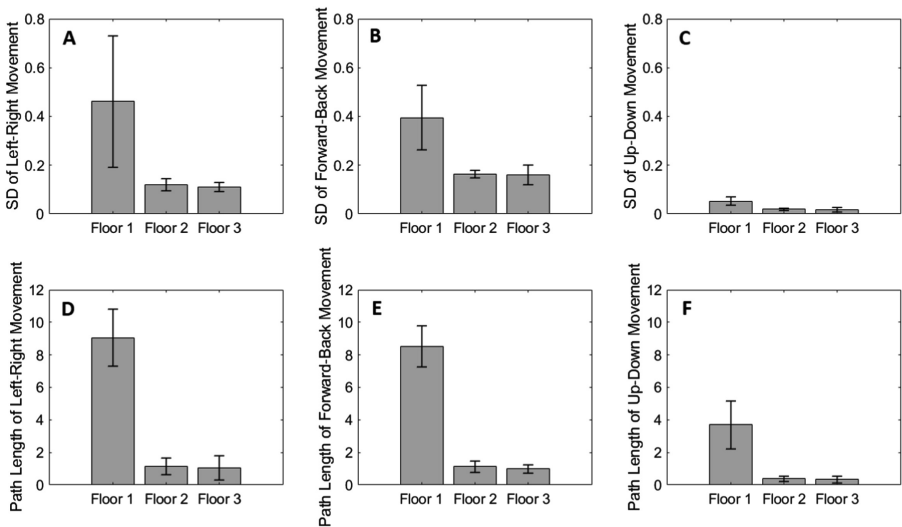 A
SD of Left-Right Movement
0.8
0.6
0.4
0.2
0
Floor 1 Floor 2 Floor 3
B
SD of Forward-Back Movement
0.8
0.6
0.4
0.2
0
Floor 1 Floor 2 Floor 3
C
SD of Up-Down Movement
0.8
0.6
0.4
0.2
0
Floor 1 Floor 2 Floor 3
D
Path Length of Left-Right Movement
12
10
8
6
4
2
0
Floor 1 Floor 2 Floor 3
E
Path Length of Forward-Back Movement
12
10
8
6
4
2
0
Floor 1 Floor 2 Floor 3
F
Path Length of Up-Down Movement
12
10
8
6
4
2
0
Floor 1 Floor 2 Floor 3